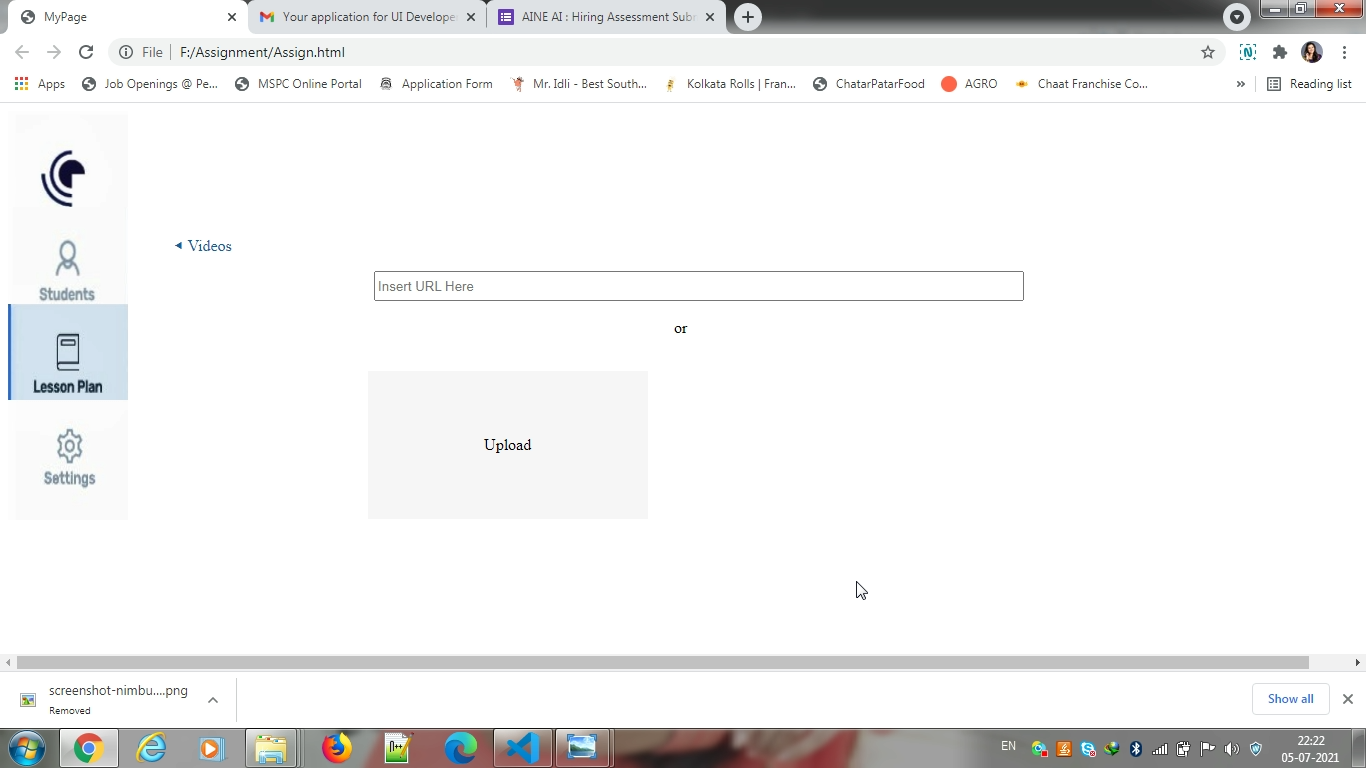 MyPage
Your application for UI Develope
AINE AI : Hiring Assessment Subr
File
F:/Assignment/Assign.html
Apps
Job Openings @ Pe...
MSPC Online Portal
Application Form
Mr. Idli - Best South...
Kolkata Rolls | Fran...
ChatarPatarFood
AGRO
Chaat Franchise Co...
»
Reading list
Students
Lesson Plan
Settings
Videos
Insert URL Here
or
Upload
screenshot-nimbu....png
Removed
Show all
EN
22:22
05-07-2021